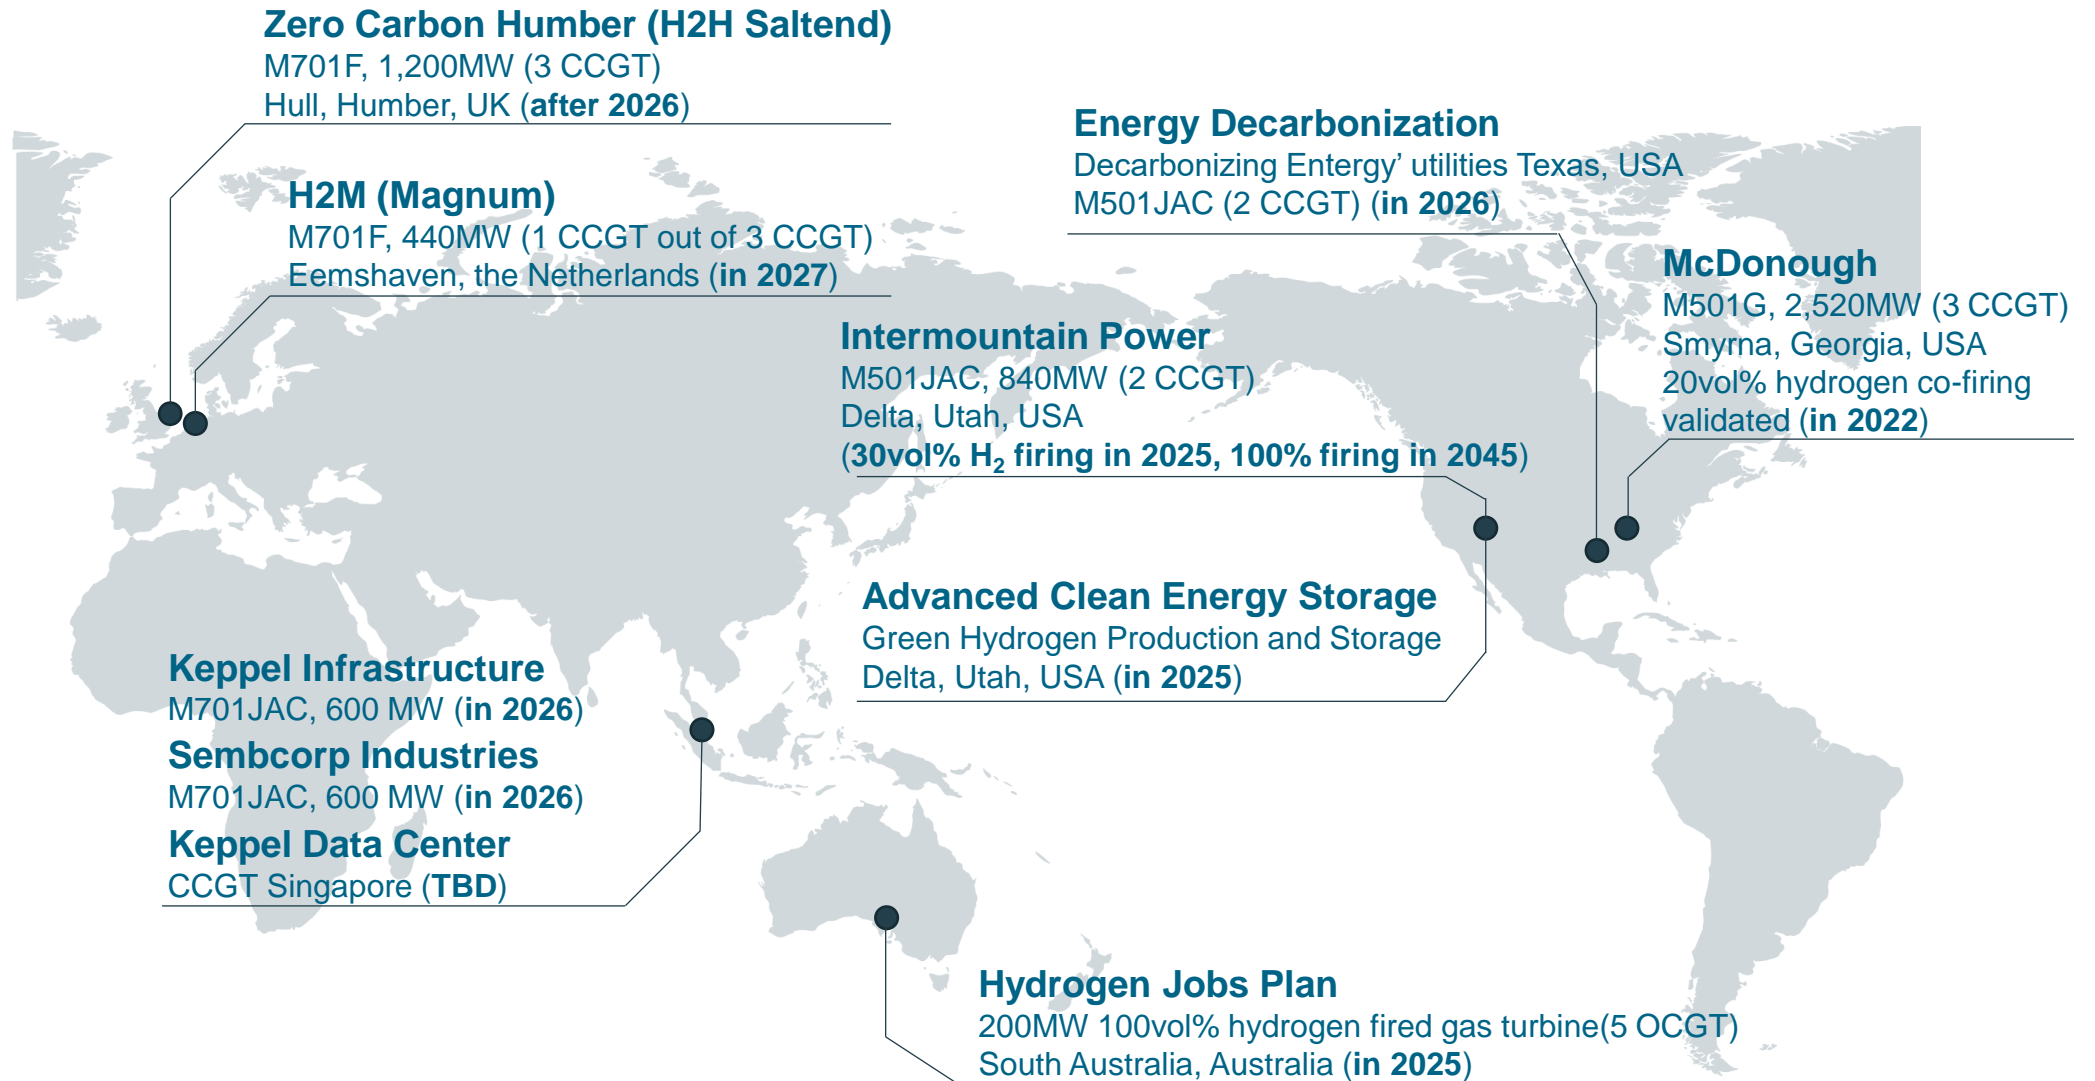 Zero Carbon Humber (H2H Saltend)
M701F, 1,200MW (3 CCGT)
Hull, Humber, UK (after 2026)
H2M (Magnum)
M701F, 440MW (1 CCGT out of 3 CCGT)
Eemshaven, the Netherlands (in 2027)
Energy Decarbonization
Decarbonizing Entergy' utilities Texas, USA
M501JAC (2 CCGT) (in 2026)
McDonough
M501G, 2,520MW (3 CCGT)
Smyrna, Georgia, USA
20vol% hydrogen co-firing
validated (in 2022)
Intermountain Power
M501JAC, 840MW (2 CCGT)
Delta, Utah, USA
(30vol% H₂ firing in 2025, 100% firing in 2045)
Advanced Clean Energy Storage
Green Hydrogen Production and Storage
Delta, Utah, USA (in 2025)
Keppel Infrastructure
M701JAC, 600 MW (in 2026)
Sembcorp Industries
M701JAC, 600 MW (in 2026)
Keppel Data Center
CCGT Singapore (TBD)
Hydrogen Jobs Plan
200MW 100vol% hydrogen fired gas turbine(5 OCGT)
South Australia, Australia (in 2025)